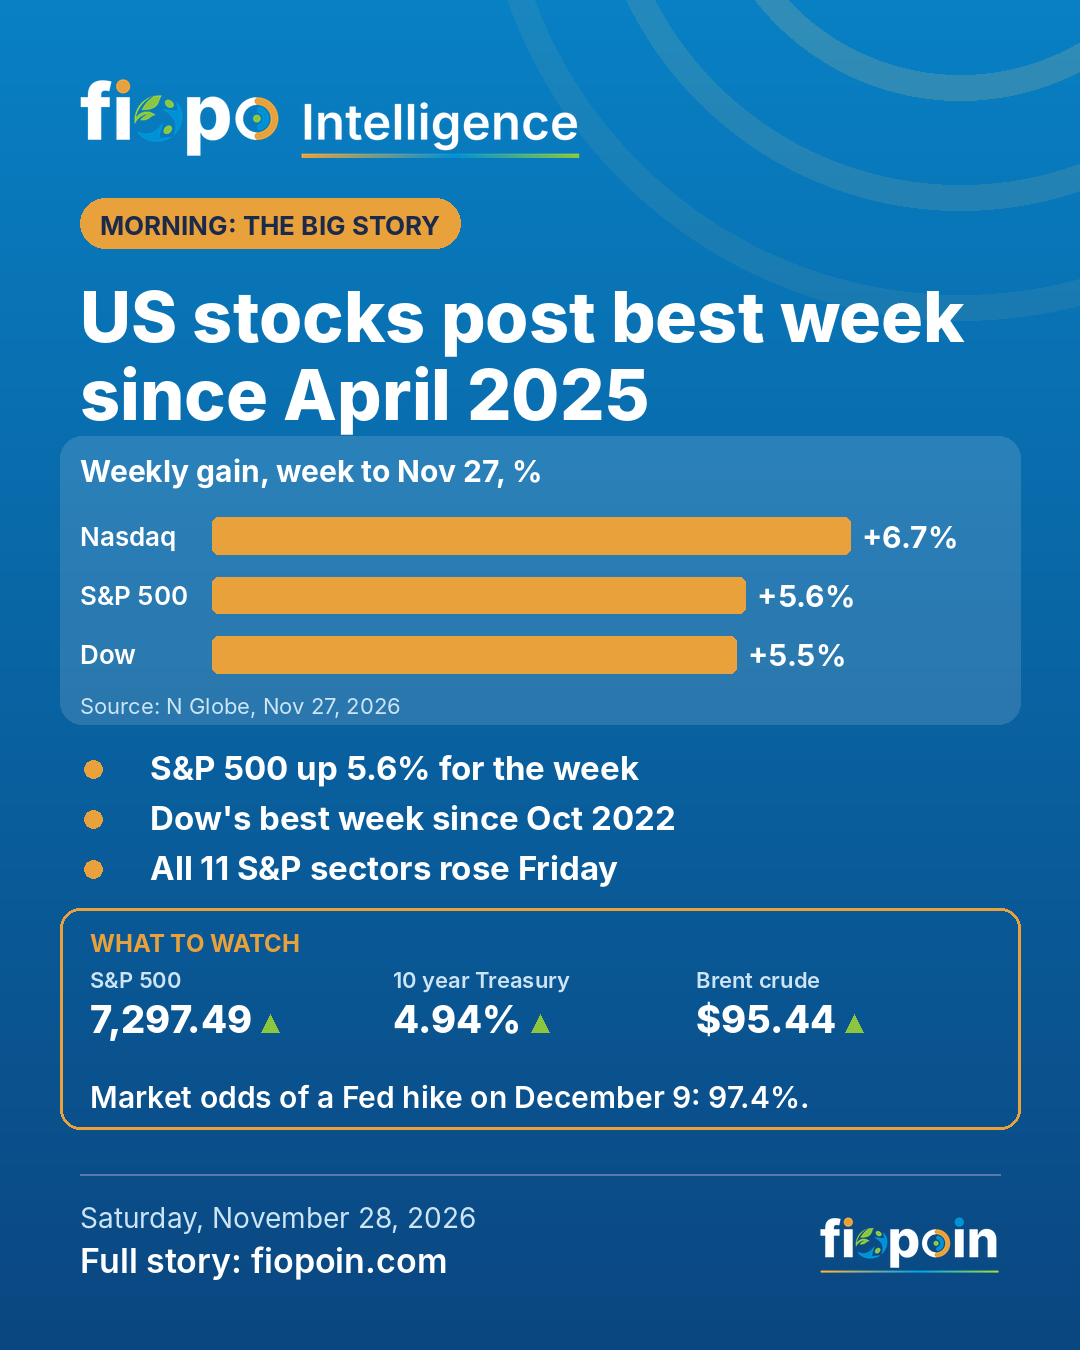 fiopo Intelligence
MORNING: THE BIG STORY
US stocks post best week
since April 2025
Weekly gain, week to Nov 27, %
Nasdaq +6.7%
S&P 500 +5.6%
Dow +5.5%
Source: N Globe, Nov 27, 2026
S&P 500 up 5.6% for the week
Dow's best week since Oct 2022
All 11 S&P sectors rose Friday
WHAT TO WATCH
S&P 500 10 year Treasury Brent crude
7,297.49 ▲ 4.94% ▲ $95.44 ▲
Market odds of a Fed hike on December 9: 97.4%.
Saturday, November 28, 2026
Full story: fiopoin.com
fiopoin